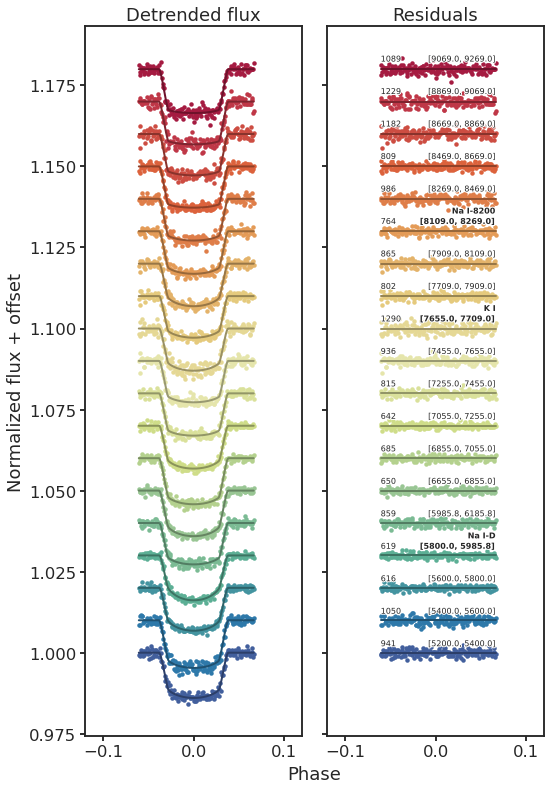 Detrended flux
Residuals
Normalized flux + offset
1.175
1.150
1.125
1.100
1.075
1.050
1.025
1.000
0.975
1089 [9069.0, 9269.0]
1229 [8869.0, 9069.0]
1182 [8669.0, 8869.0]
809 [8469.0, 8669.0]
986 [8269.0, 8469.0]
Na I-8200
764 [8109.0, 8269.0]
865 [7909.0, 8109.0]
802 [7709.0, 7909.0]
K I
1290 [7655.0, 7709.0]
936 [7455.0, 7655.0]
815 [7255.0, 7455.0]
642 [7055.0, 7255.0]
685 [6855.0, 7055.0]
650 [6655.0, 6855.0]
859 [5985.8, 6185.8]
Na I-D
619 [5800.0, 5985.8]
616 [5600.0, 5800.0]
1050 [5400.0, 5600.0]
941 [5200.0, 5400.0]
−0.1 0.0 0.1
−0.1 0.0 0.1
Phase